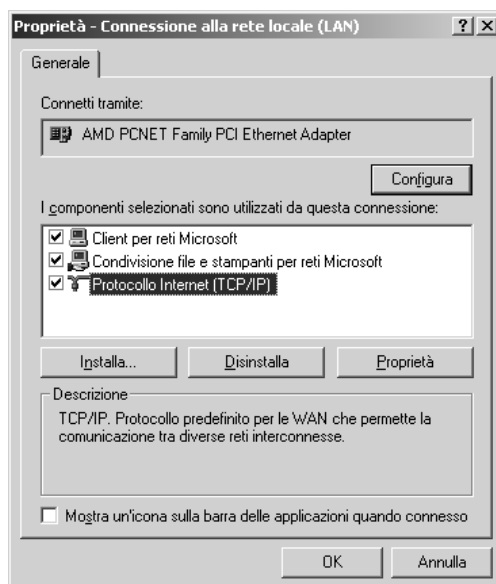 Proprietà - Connessione alla rete locale (LAN)
Generale
Connetti tramite:
AMD PCNET Family PCI Ethernet Adapter
Configura
I componenti selezionati sono utilizzati da questa connessione:
Client per reti Microsoft
Condivisione file e stampanti per reti Microsoft
Protocollo Internet (TCP/IP)
Installa... Disinstalla Proprietà
Descrizione
TCP/IP. Protocollo predefinito per le WAN che permette la
comunicazione tra diverse reti interconnesse.
Mostra un'icona sulla barra delle applicazioni quando connesso
OK Annulla